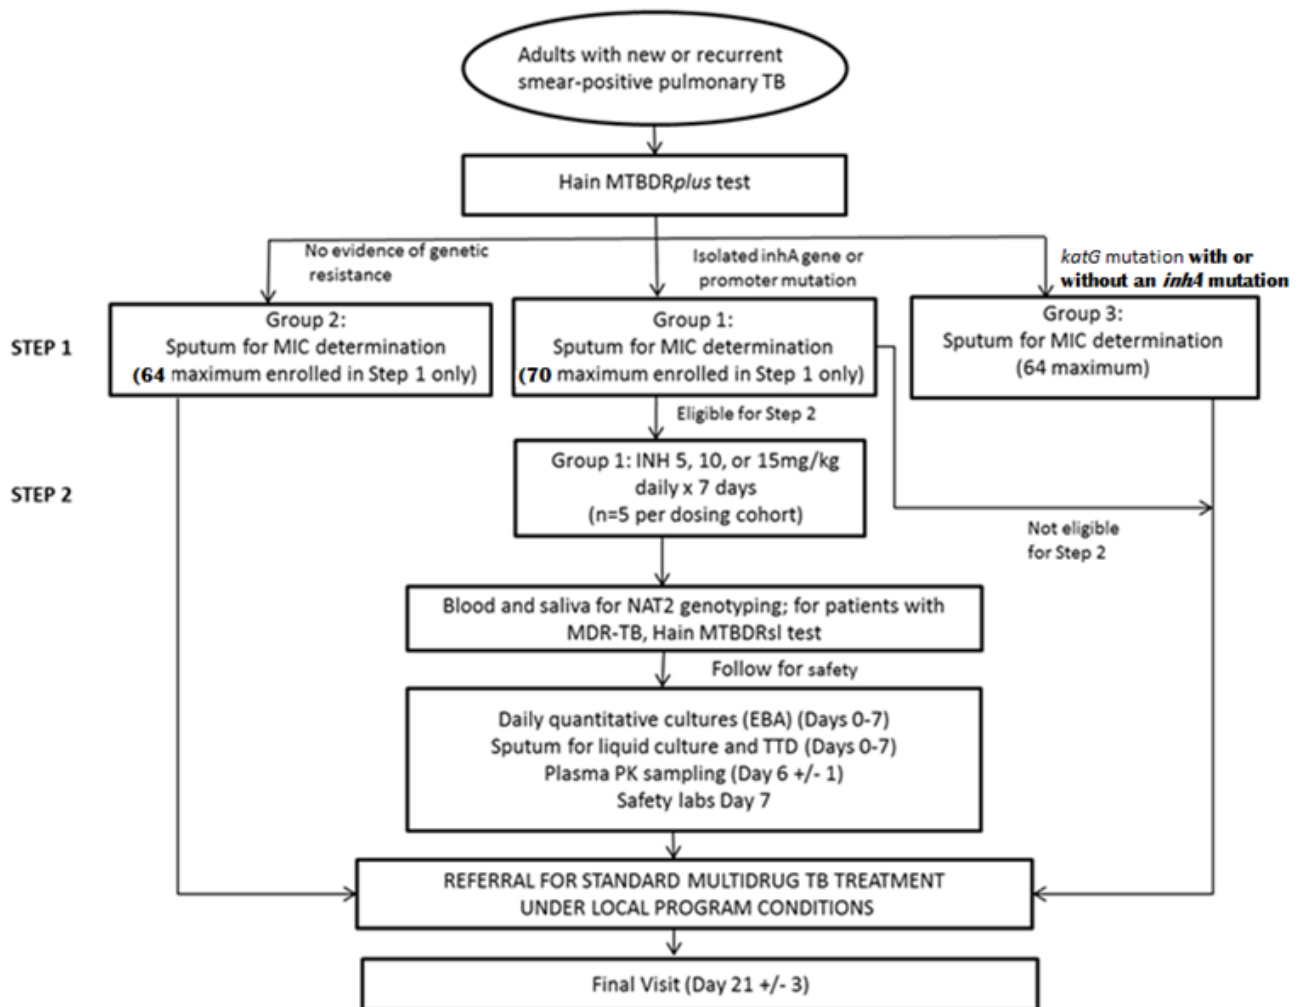 Adults with new or recurrent
smear-positive pulmonary TB
Hain MTBDRplus test
No evidence of genetic
resistance
Isolated inhA gene or
promoter mutation
katG mutation with or
without an inhA mutation
STEP 1
Group 2:
Sputum for MIC determination
(64 maximum enrolled in Step 1 only)
Group 1:
Sputum for MIC determination
(70 maximum enrolled in Step 1 only)
Group 3:
Sputum for MIC determination
(64 maximum)
Eligible for Step 2
STEP 2
Group 1: INH 5, 10, or 15mg/kg
daily x 7 days
(n=5 per dosing cohort)
Not eligible
for Step 2
Blood and saliva for NAT2 genotyping; for patients with
MDR-TB, Hain MTBDRsl test
Follow for safety
Daily quantitative cultures (EBA) (Days 0-7)
Sputum for liquid culture and TTD (Days 0-7)
Plasma PK sampling (Day 6 +/- 1)
Safety labs Day 7
REFERRAL FOR STANDARD MULTIDRUG TB TREATMENT
UNDER LOCAL PROGRAM CONDITIONS
Final Visit (Day 21 +/- 3)